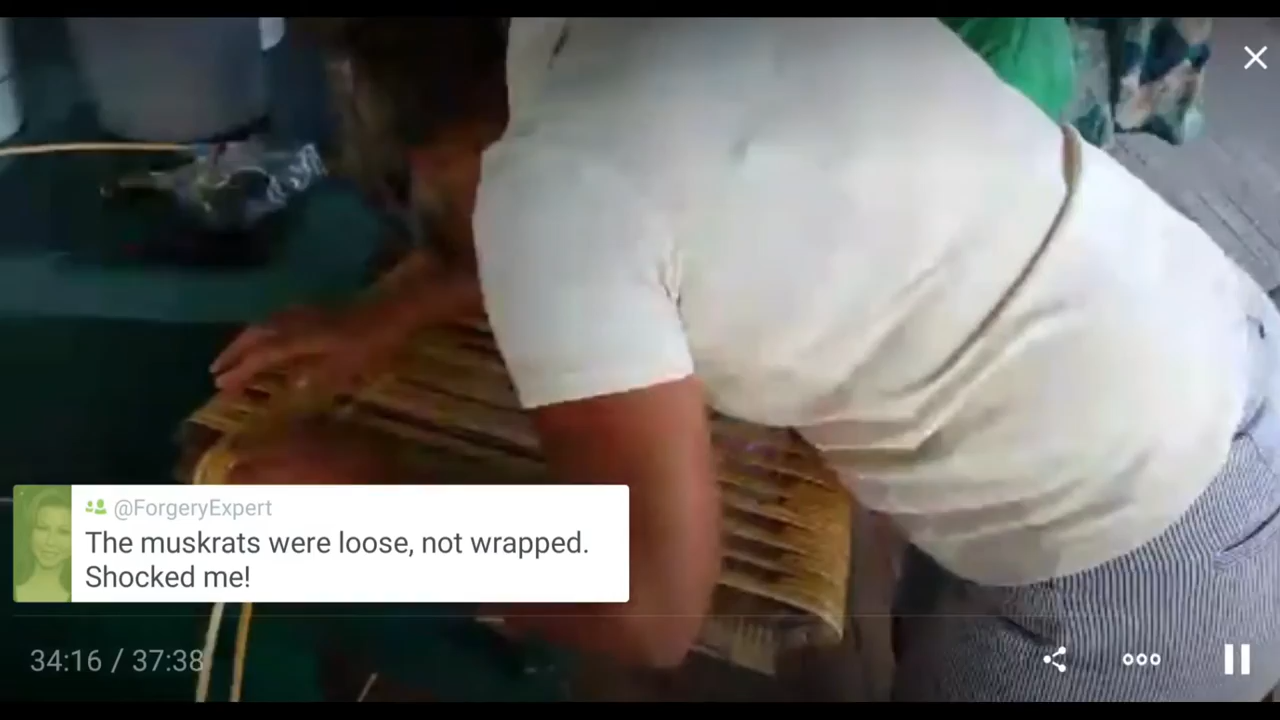 @ForgeryExpert
The muskrats were loose, not wrapped.
Shocked me!
34:16 / 37:38